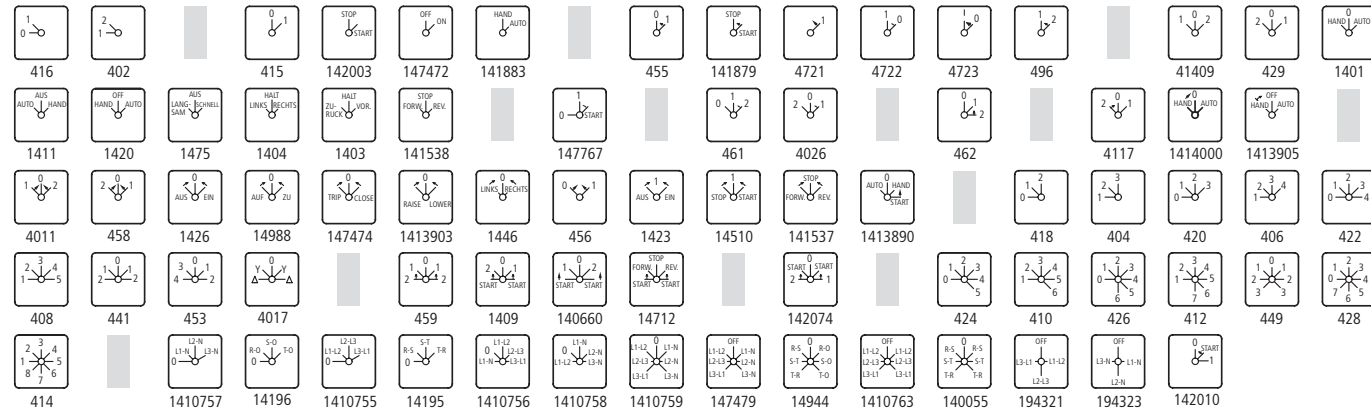 1
0
416
2
1
402
0
1
415
STOP
START
142003
OFF
ON
147472
HAND
AUTO
141883
0
1
455
STOP
START
141879
1
4721
1
0
4722
I
0
4723
1
2
496
0
1 2
41409
0
2 1
429
0
HAND AUTO
1401
AUS
AUTO HAND
1411
OFF
HAND AUTO
1420
AUS
LANG- SCHNELL
SAM
1475
HALT
LINKS RECHTS
1404
HALT
ZU- VOR.
RUCK
1403
STOP
FORW. REV.
141538
1
0 START
147767
1
0 2
461
0
2 1
4026
0
1
2
462
0
2 1
4117
0
HAND AUTO
1414000
OFF
HAND AUTO
1413905
0
1 2
4011
0
2 1
458
0
AUS EIN
1426
0
AUF ZU
14988
0
TRIP CLOSE
147474
0
RAISE LOWER
1413903
0
LINKS RECHTS
1446
0 1
456
1
AUS EIN
1423
1
STOP START
14510
STOP
FORW. REV.
141537
0
AUTO HAND
START
1413890
2
1
0
418
3
2
1
404
2
1 3
0
420
3
2 4
1
406
2
1 3
0 4
422
3
2 4
1 5
408
0
1 1
2 2
441
0
3 1
4 2
453
0
Y Y
Δ Δ
4017
0
1 1
2 2
459
0
2 1
START START
1409
0
1 2
START START
140660
STOP
FORW. REV.
START START
14712
0
START START
2 1
142074
2
1 3
0 4
5
424
3
2 4
1 5
6
410
2
1 3
0 4
6 5
426
3
2 4
1 5
7 6
412
0
1 1
2 2
3 3
449
2
1 3
0 4
7 6 5
428
3
2 4
1 5
8 7 6
414
L2-N
L1-N L3-N
0
1410757
S-O
R-O T-O
0
14196
L2-L3
L1-L2 L3-L1
0
1410755
S-T
R-S T-R
0
14195
L1-L2
0 L2-L3
L1-N L3-L1
1410756
L1-N
0 L2-N
L1-L2 L3-N
1410758
0
L1-L2 L1-N
L2-L3 L2-N
L3-L1 L3-N
1410759
OFF
L1-L2 L1-N
L2-L3 L2-N
L3-L1 L3-N
147479
0
R-S R-O
S-T S-O
T-R T-O
14944
OFF
L1-L2 L1-L2
L2-L3 L2-L3
L3-L1 L3-L1
1410763
0
R-S R-S
S-T S-T
T-R T-R
140055
OFF
L3-L1 L1-L2
L2-L3
194321
OFF
L3-N L1-N
L2-N
194323
0
START
1
142010